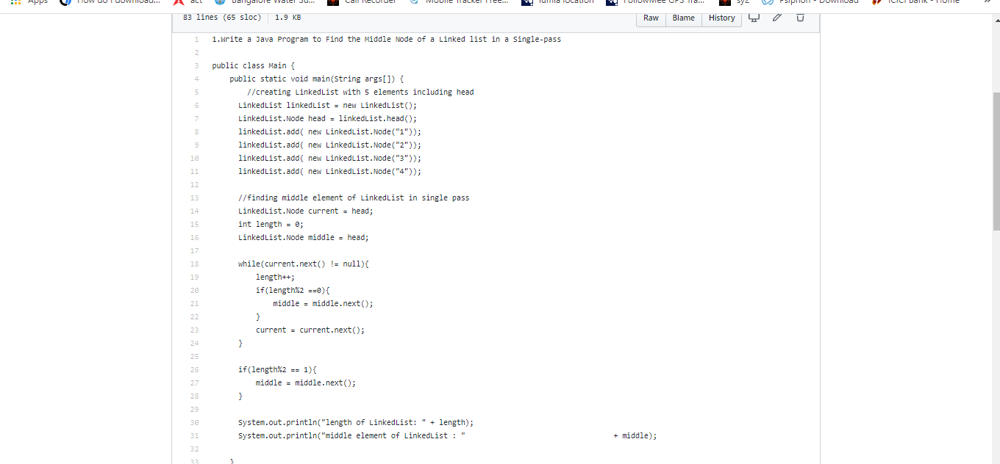 Apps How do I download... act Bangalore Water Su... Call Recorder Mobile Tracker Free... FollowMee GPS Tra... sy2 Psiphon - Download ICICI Bank - Home »
83 lines (65 sloc) 1.9 KB Raw Blame History
1 1.Write a Java Program to Find the Middle Node of a Linked list in a Single-pass
2
3 public class Main {
4 public static void main(String args[]) {
5 //creating LinkedList with 5 elements including head
6 LinkedList linkedList = new LinkedList();
7 LinkedList.Node head = linkedList.head();
8 linkedList.add( new LinkedList.Node("1"));
9 linkedList.add( new LinkedList.Node("2"));
10 linkedList.add( new LinkedList.Node("3"));
11 linkedList.add( new LinkedList.Node("4"));
12
13 //finding middle element of LinkedList in single pass
14 LinkedList.Node current = head;
15 int length = 0;
16 LinkedList.Node middle = head;
17
18 while(current.next() != null){
19 length++;
20 if(length%2 ==0){
21 middle = middle.next();
22 }
23 current = current.next();
24 }
25
26 if(length%2 == 1){
27 middle = middle.next();
28 }
29
30 System.out.println("length of LinkedList: " + length);
31 System.out.println("middle element of LinkedList : " + middle);
32
33 }